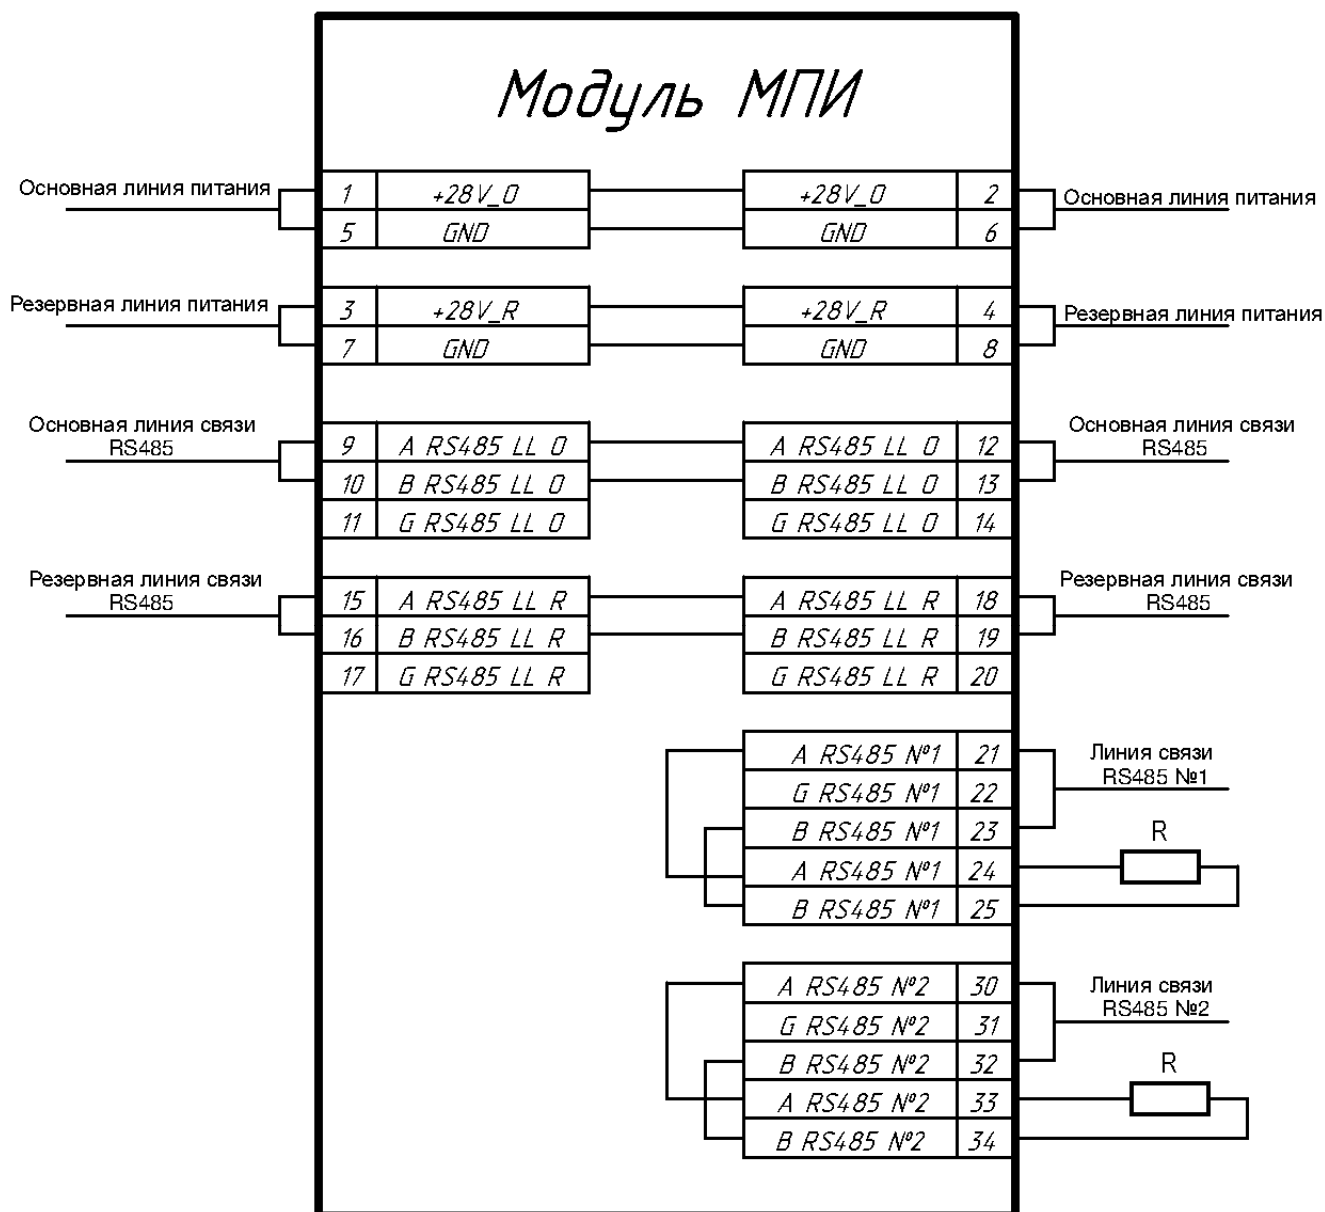 Модуль МПИ
Основная линия питания
1 +28V_O
5 GND
+28V_O 2
GND 6
Основная линия питания
Резервная линия питания
3 +28V_R
7 GND
+28V_R 4
GND 8
Резервная линия питания
Основная линия связи
RS485
9 A RS485 LL O
10 B RS485 LL O
11 G RS485 LL O
A RS485 LL O 12
B RS485 LL O 13
G RS485 LL O 14
Основная линия связи
RS485
Резервная линия связи
RS485
15 A RS485 LL R
16 B RS485 LL R
17 G RS485 LL R
A RS485 LL R 18
B RS485 LL R 19
G RS485 LL R 20
Резервная линия связи
RS485
A RS485 №1 21
G RS485 №1 22
B RS485 №1 23
A RS485 №1 24
B RS485 №1 25
Линия связи
RS485 №1
R
A RS485 №2 30
G RS485 №2 31
B RS485 №2 32
A RS485 №2 33
B RS485 №2 34
Линия связи
RS485 №2
R